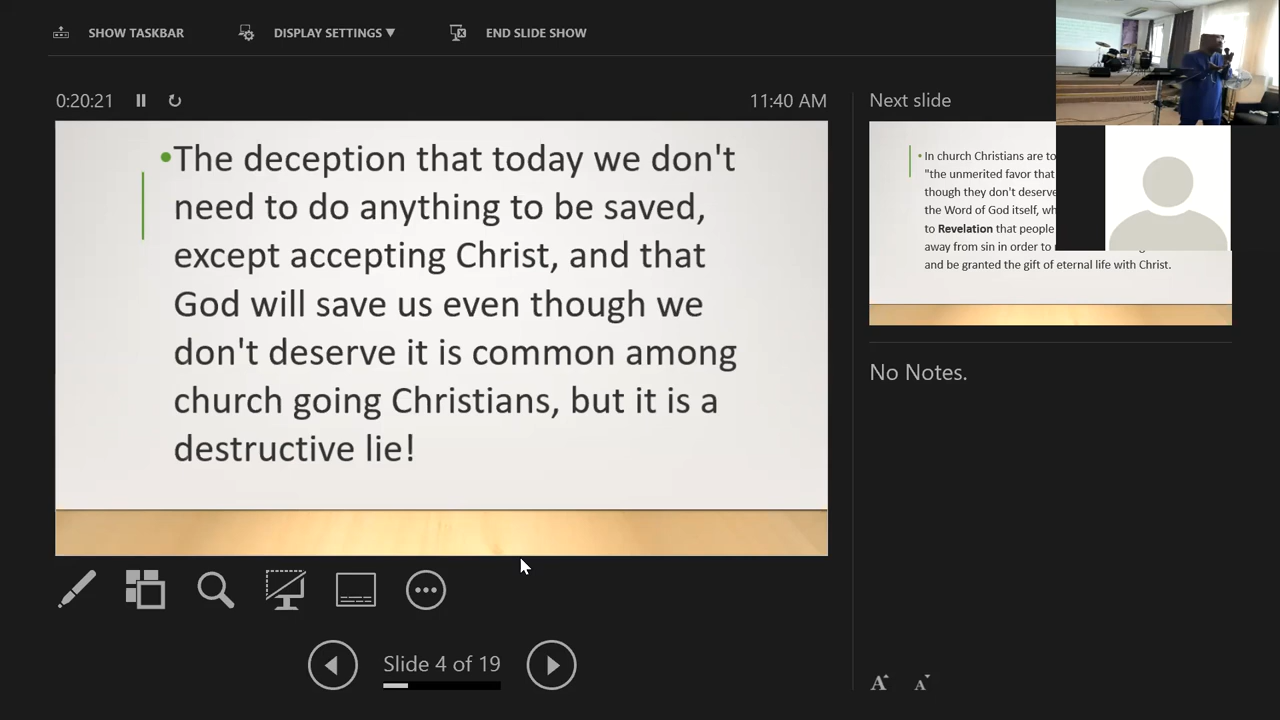 SHOW TASKBAR
DISPLAY SETTINGS ▼
END SLIDE SHOW
0:20:21
11:40 AM
Next slide
•The deception that today we don't
need to do anything to be saved,
except accepting Christ, and that
God will save us even though we
don't deserve it is common among
church going Christians, but it is a
destructive lie!
• In church Christians are to
"the unmerited favor that
though they don't deserve
the Word of God itself, wh
to Revelation that people
away from sin in order to
and be granted the gift of eternal life with Christ.
No Notes.
Slide 4 of 19
A A